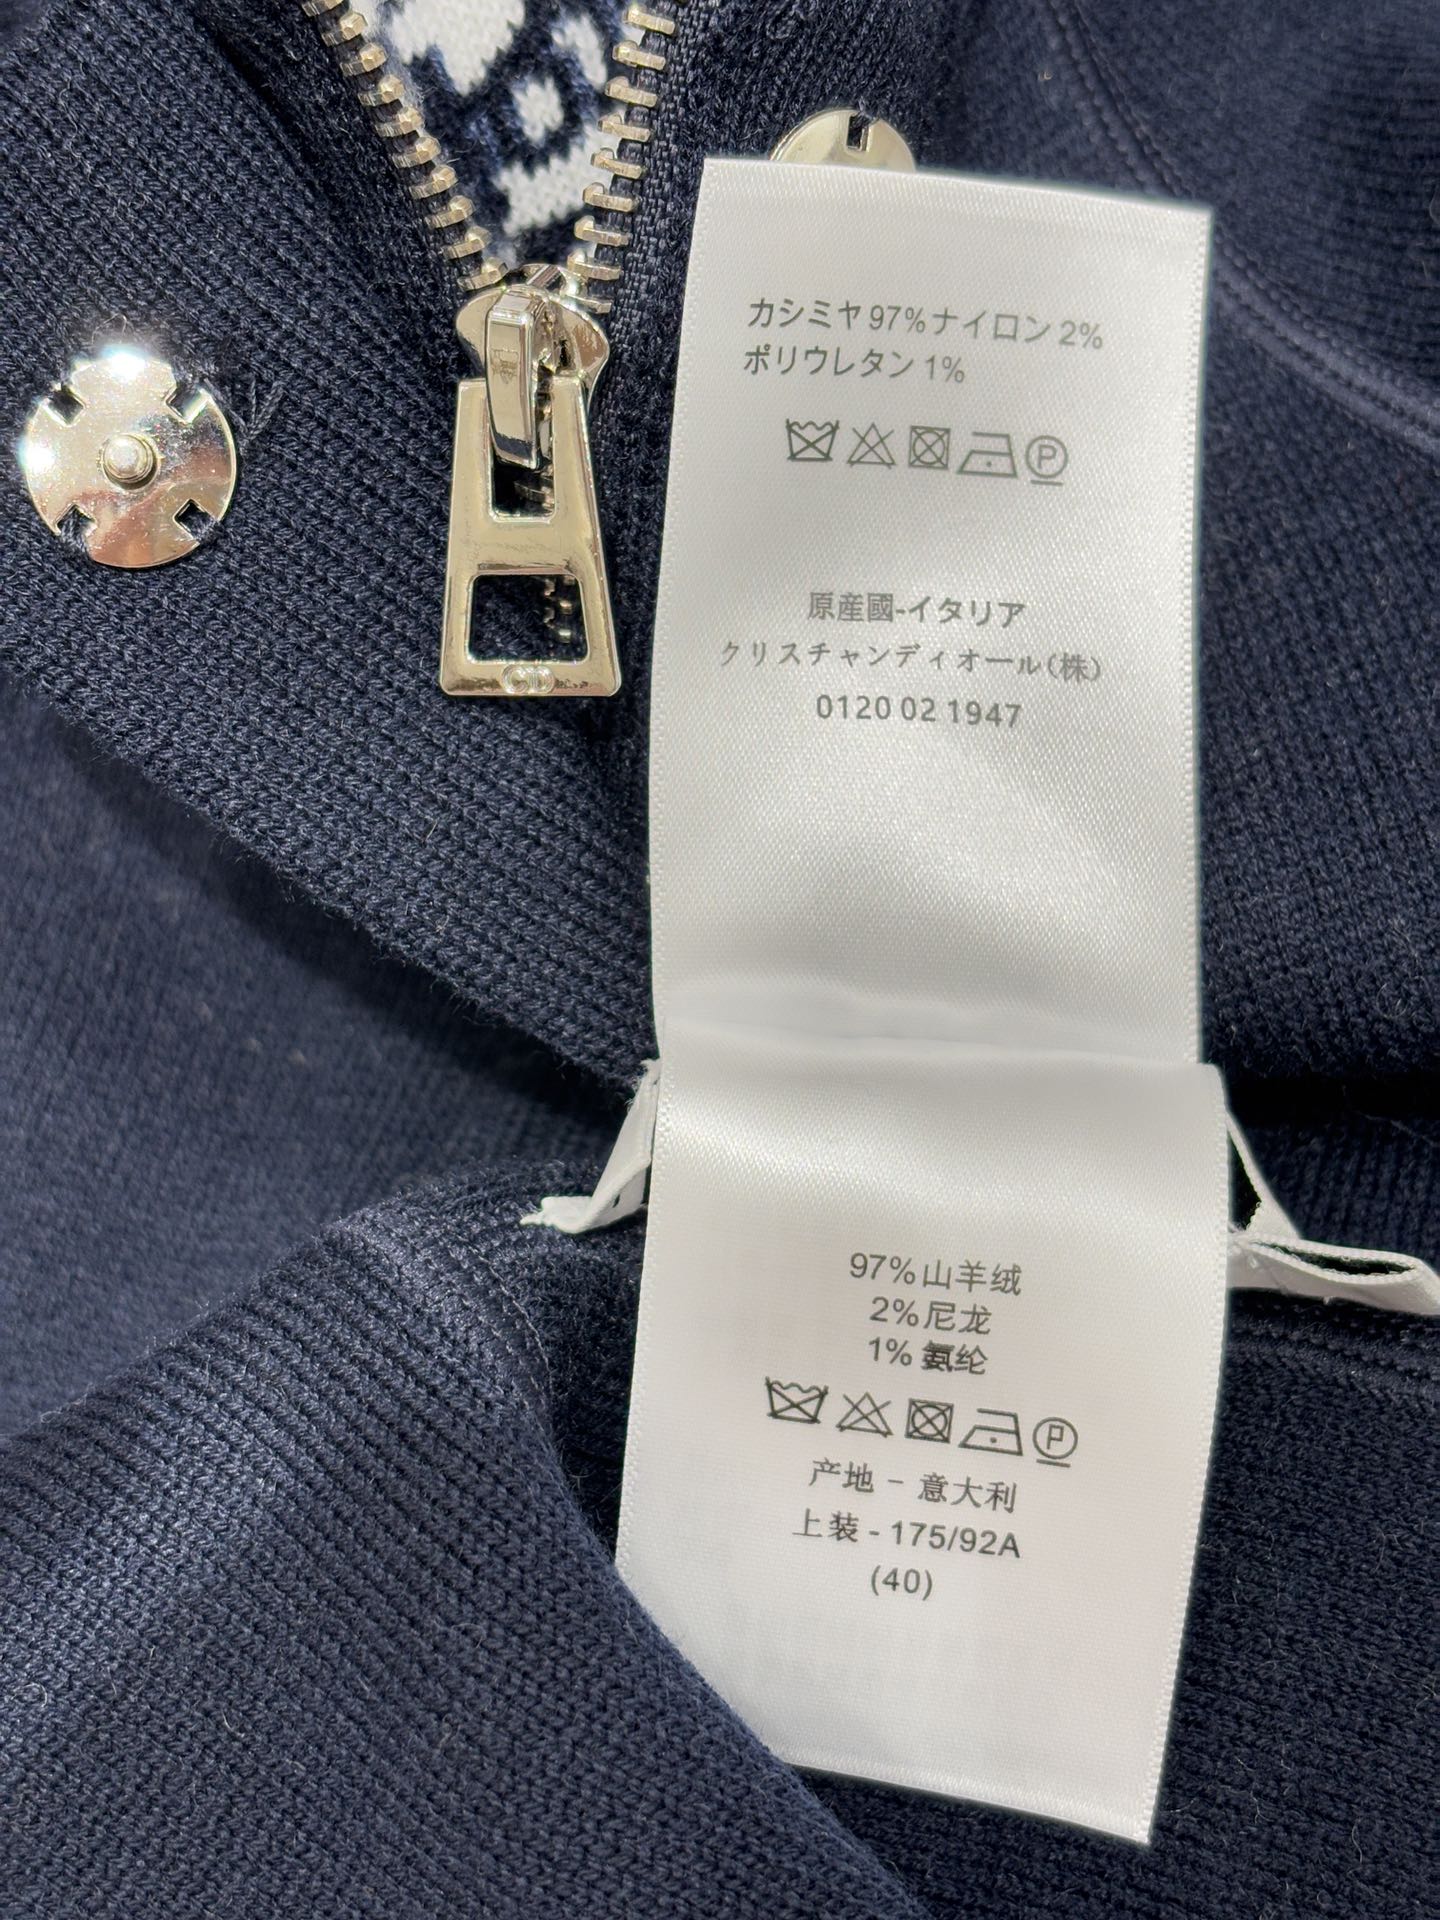 カシミヤ 97% ナイロン 2%
ポリウレタン 1%
P
原産國-イタリア
クリスチャンディオール(株)
0120 02 1947
CD
97% 山羊绒
2% 尼龙
1% 氨纶
P
产地 - 意大利
上装 - 175/92A
(40)